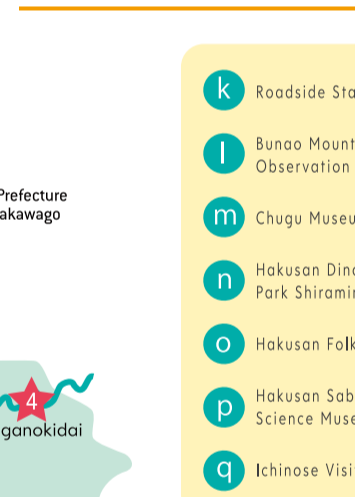 Prefecture
akawago
4
ganokidai
k Roadside Sta
l Bunao Mount
Observation
m Chugu Museu
n Hakusan Dino
Park Shiramin
o Hakusan Folk
p Hakusan Sab
Science Muse
q Ichinose Visi